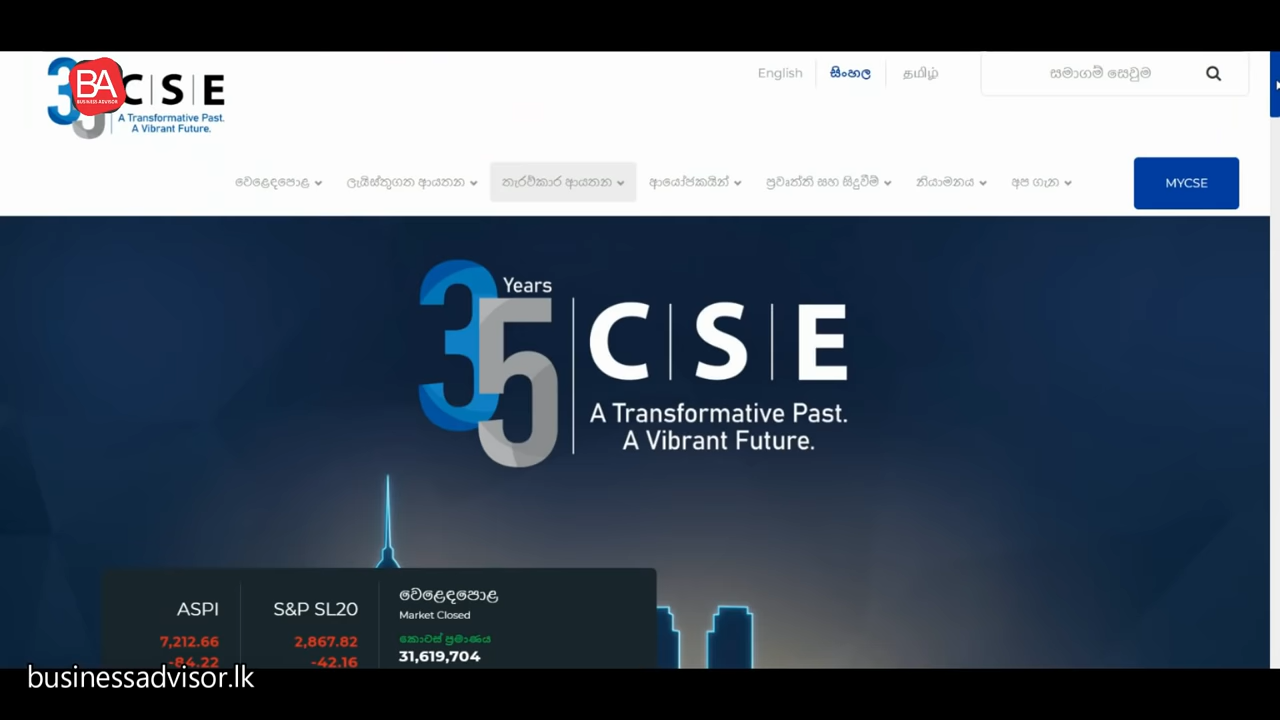 35
BA
BUSINESS ADVISOR
C|S|E
A Transformative Past.
A Vibrant Future.
English
සිංහල
தமிழ்
සමාගම් සෙවුම
වෙළෙඳපොළ
ලැයිස්තුගත ආයතන
තැරව්කාර ආයතන
ආයෝජකයින්
ප්‍රවෘත්ති සහ සිදුවීම්
නියාමනය
අප ගැන
MYCSE
35 Years
C|S|E
A Transformative Past.
A Vibrant Future.
ASPI
7,212.66
-84.22
S&P SL20
2,867.82
-42.16
වෙළෙඳපොළ
Market Closed
කොටස් ප්‍රමාණය
31,619,704
businessadvisor.lk